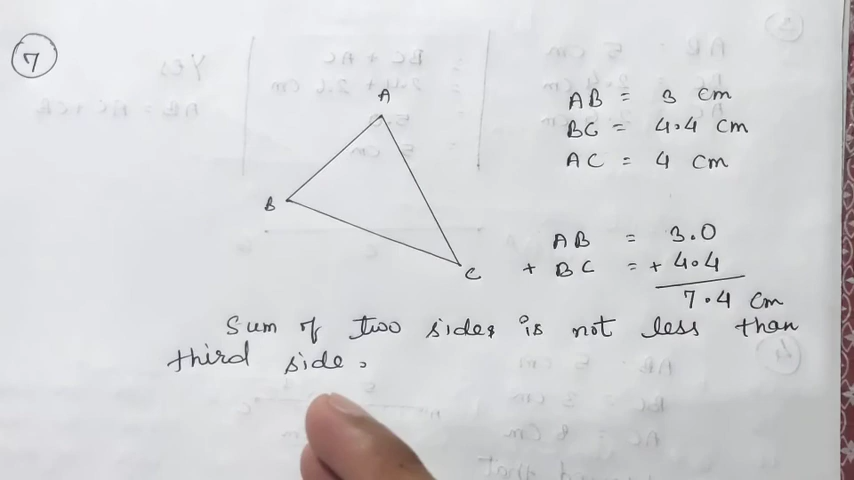 7
A
B
C
AB = 3 cm
BC = 4.4 cm
AC = 4 cm
AB = 3.0
+ BC = + 4.4
7.4 cm
Sum of two sides is not less than
third side.